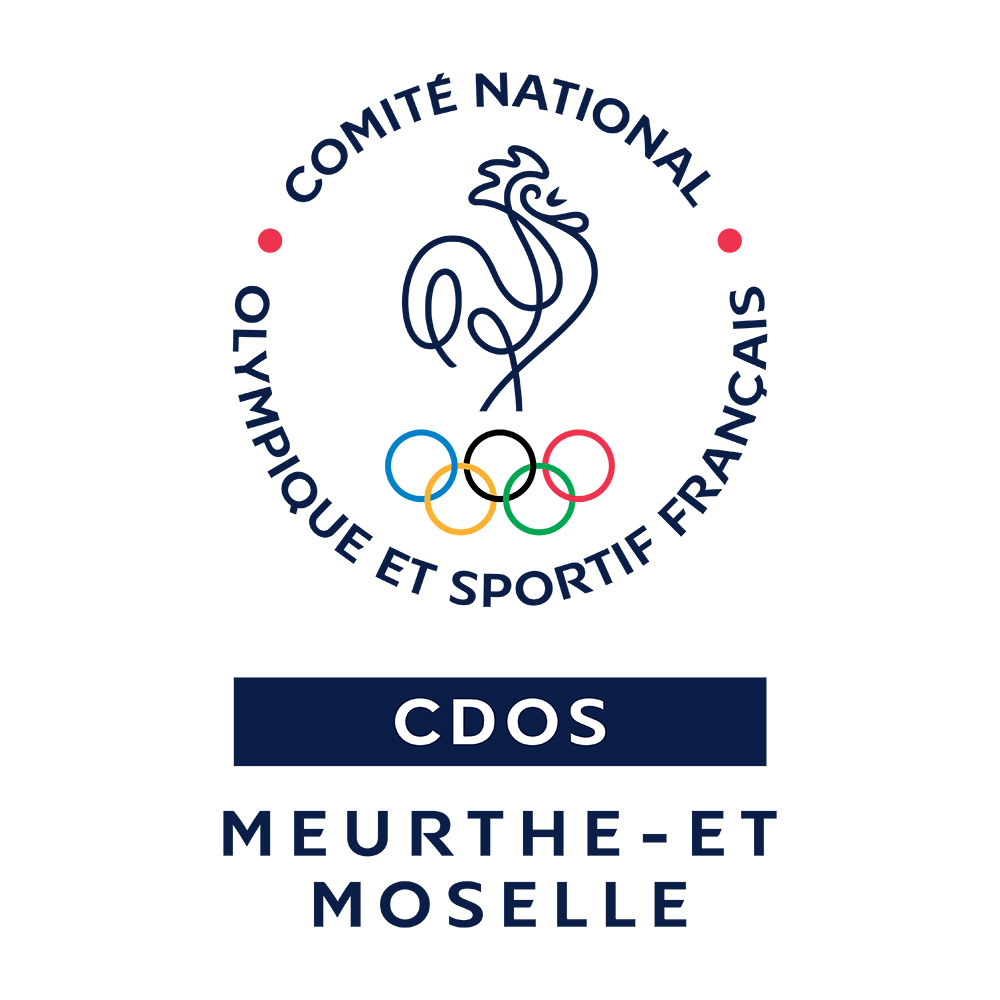 COMITÉ NATIONAL
OLYMPIQUE ET SPORTIF FRANÇAIS
CDOS
MEURTHE-ET
MOSELLE